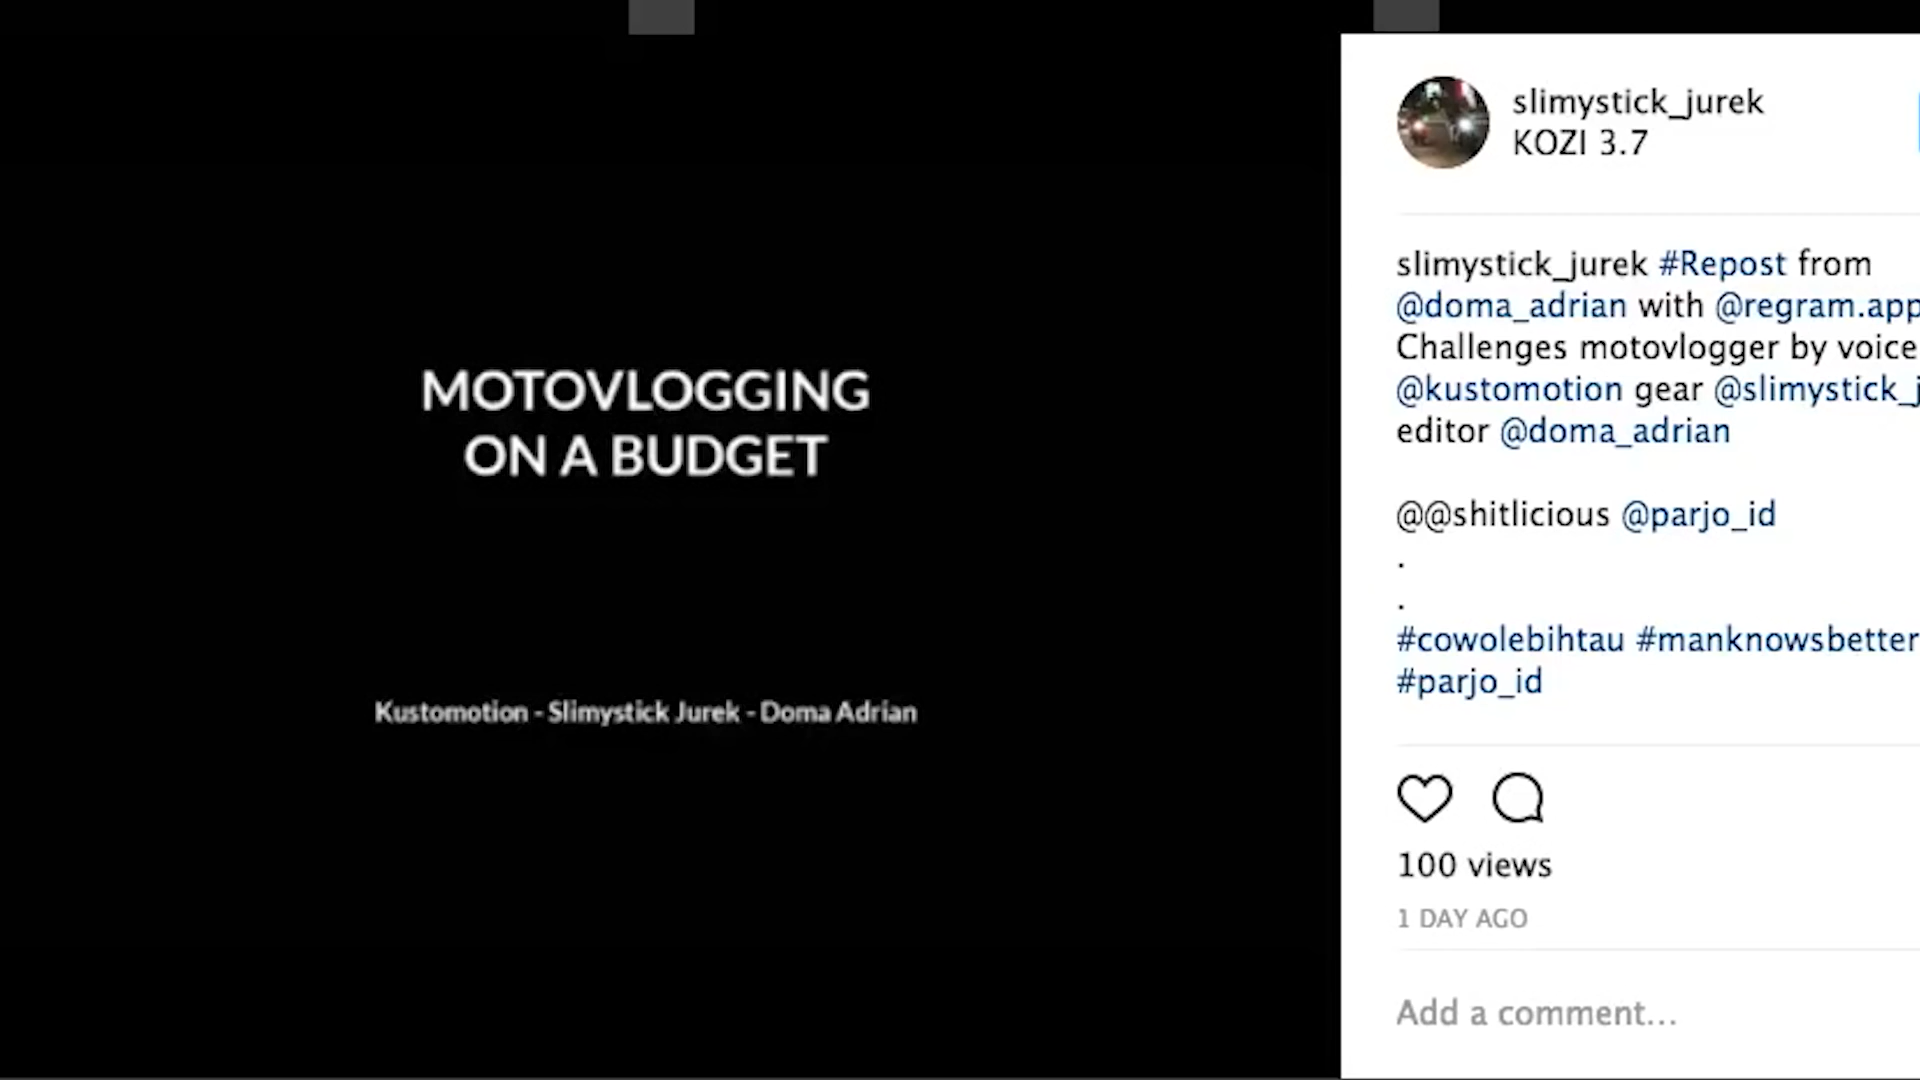 MOTOVLOGGING
ON A BUDGET
Kustomotion - Slimystick Jurek - Doma Adrian
slimystick_jurek
KOZI 3.7
slimystick_jurek #Repost from
@doma_adrian with @regram.app
Challenges motovlogger by voice
@kustomotion gear @slimystick_j
editor @doma_adrian
@@shitlicious @parjo_id
.
.
#cowolebihtau #manknowsbetter
#parjo_id
100 views
1 DAY AGO
Add a comment...